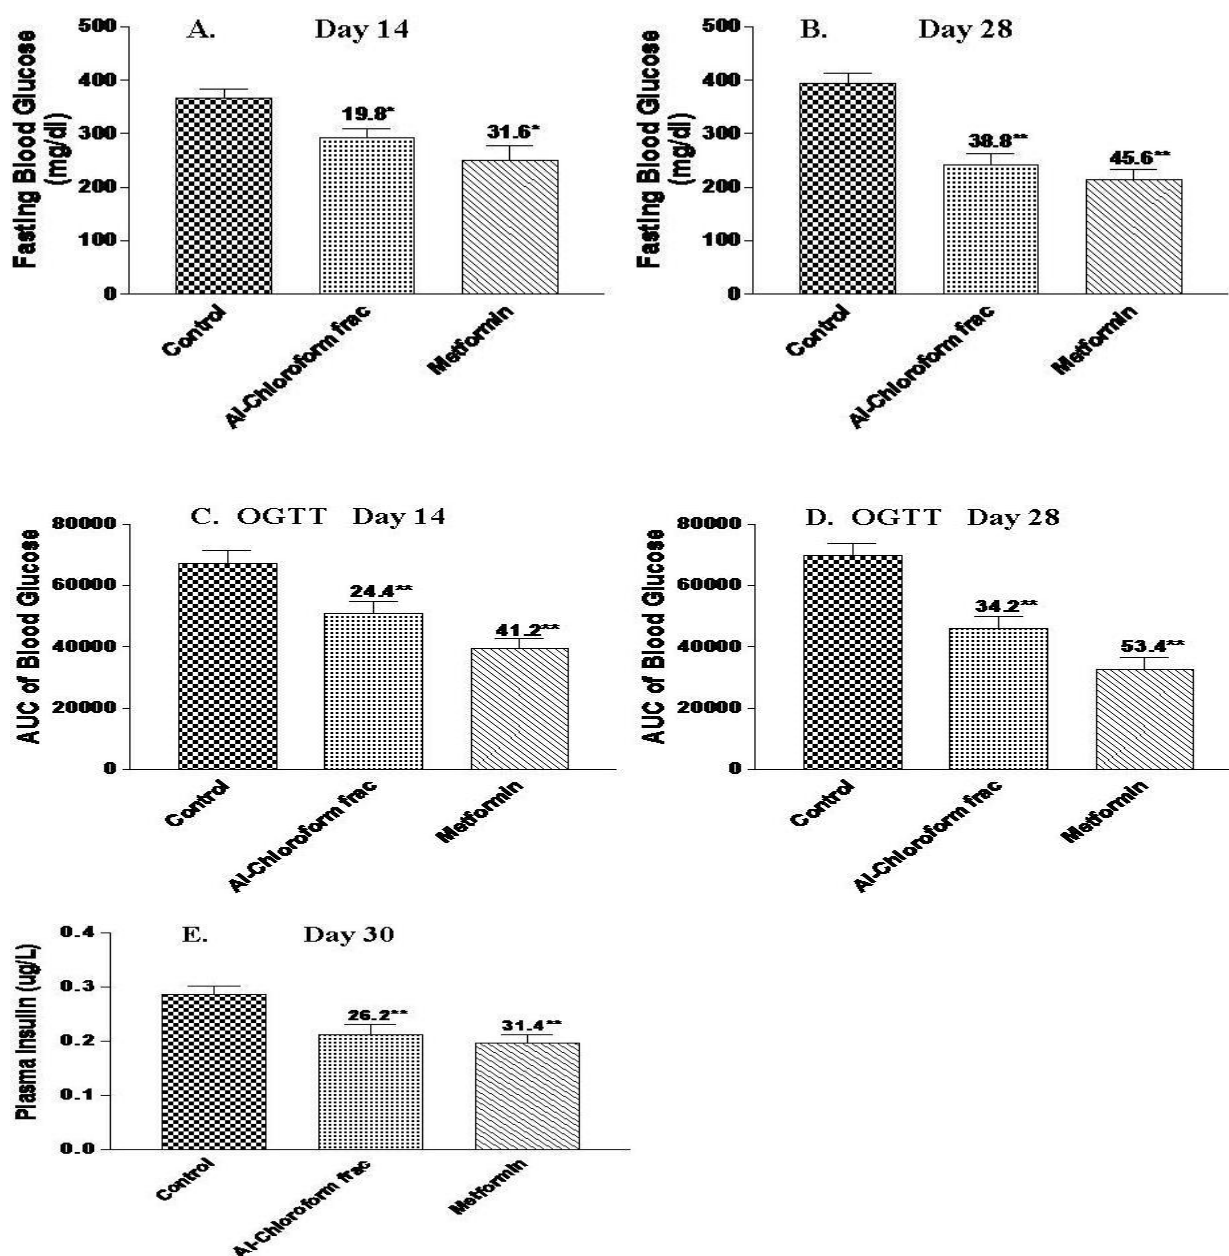 A. Day 14
Fasting Blood Glucose
(mg/dl)
500
400
300
200
100
0
19.8*
31.6*
Control
Al-Chloroform frac
Metformin
B. Day 28
Fasting Blood Glucose
(mg/dl)
500
400
300
200
100
0
38.8**
45.6**
Control
Al-Chloroform frac
Metformin
C. OGTT Day 14
AUC of Blood Glucose
80000
60000
40000
20000
0
24.4**
41.2**
Control
Al-Chloroform frac
Metformin
D. OGTT Day 28
AUC of Blood Glucose
80000
60000
40000
20000
0
34.2**
53.4**
Control
Al-Chloroform frac
Metformin
E. Day 30
Plasma Insulin (ug/L)
0.4
0.3
0.2
0.1
0.0
26.2**
31.4**
Control
Al-Chloroform frac
Metformin